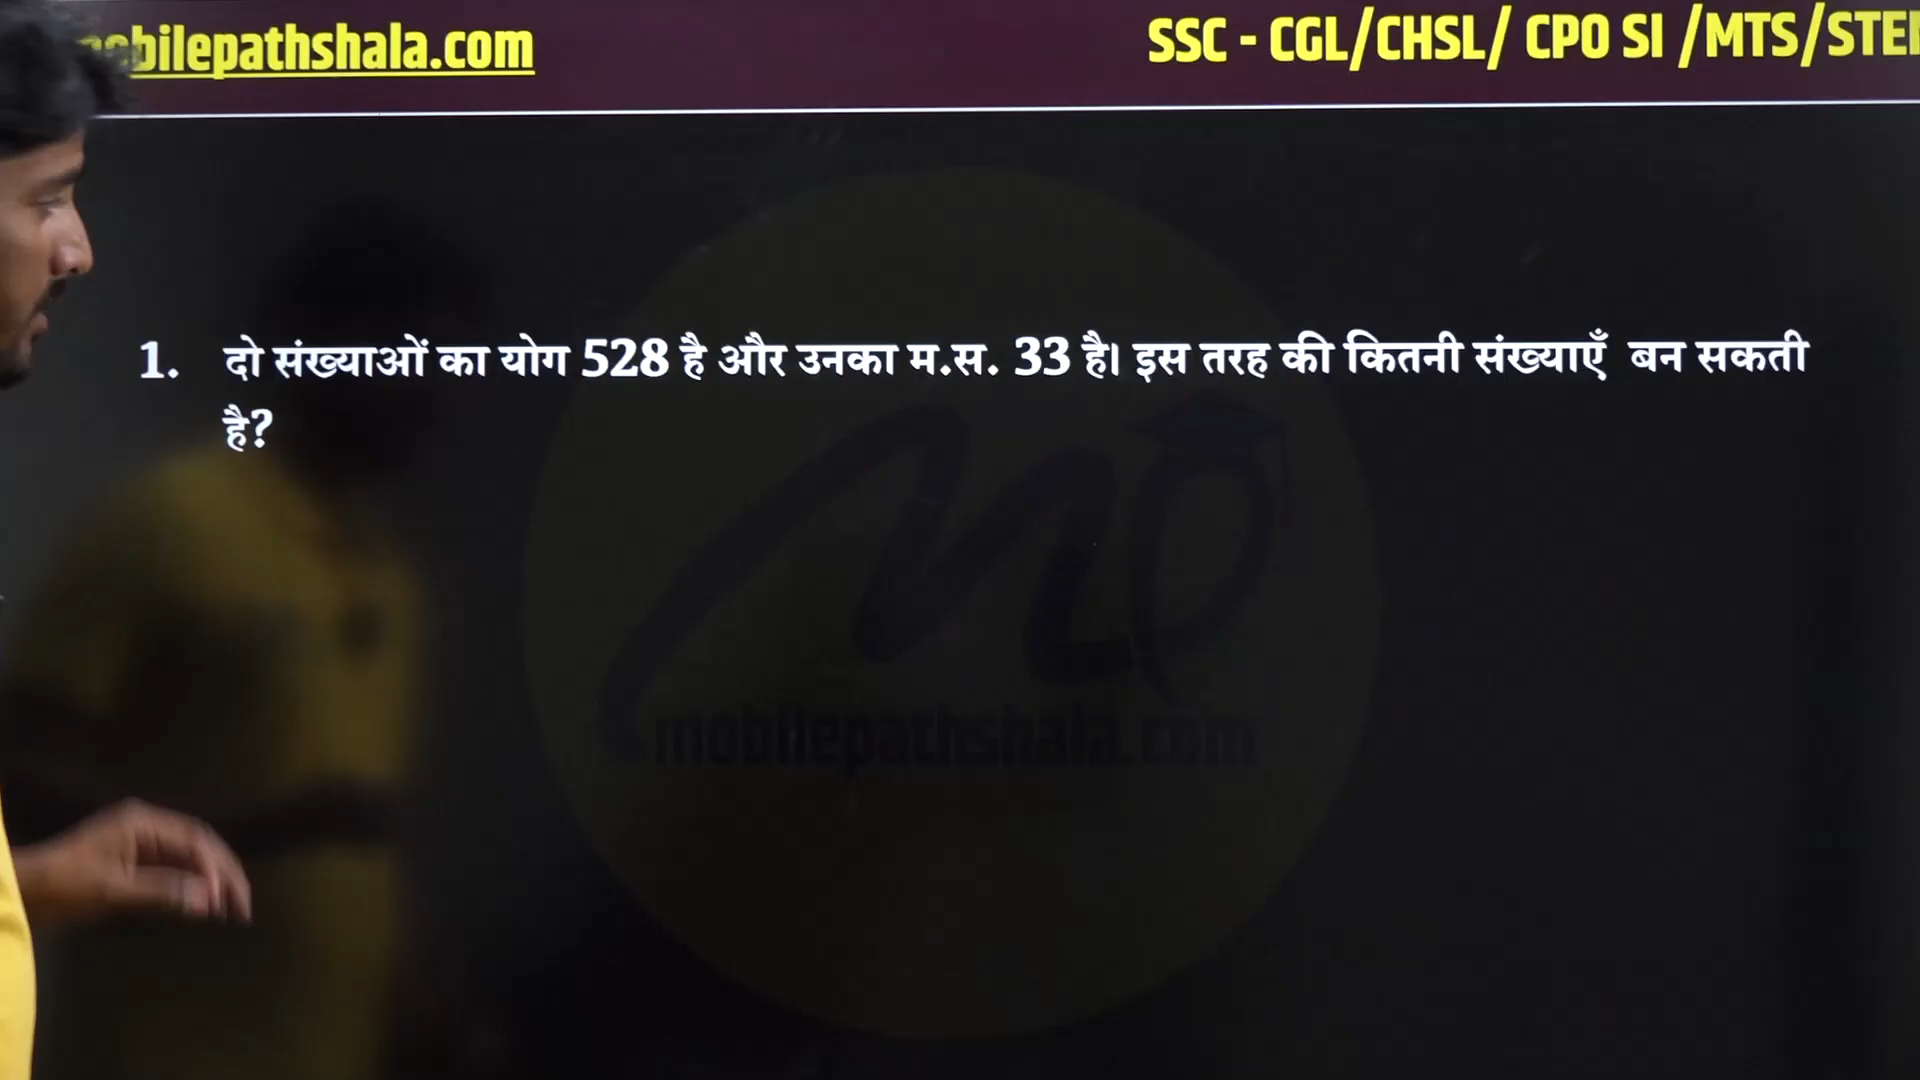 bilepathshala.com
SSC - CGL/CHSL/ CPO SI /MTS/STE
1. दो संख्याओं का योग 528 है और उनका म.स. 33 है। इस तरह की कितनी संख्याएँ बन सकती
है?
mobilepathshala.com